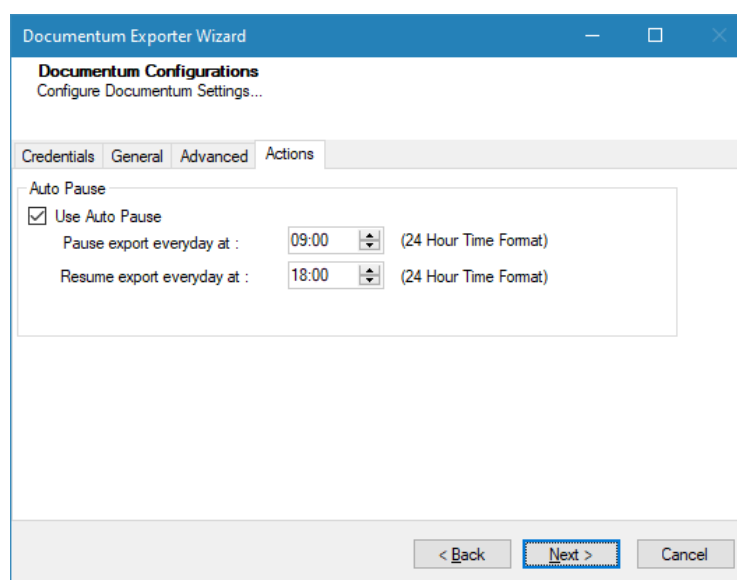 Documentum Exporter Wizard
Documentum Configurations
Configure Documentum Settings...
Credentials General Advanced Actions
Auto Pause
Use Auto Pause
Pause export everyday at : 09:00 (24 Hour Time Format)
Resume export everyday at : 18:00 (24 Hour Time Format)
< Back Next > Cancel